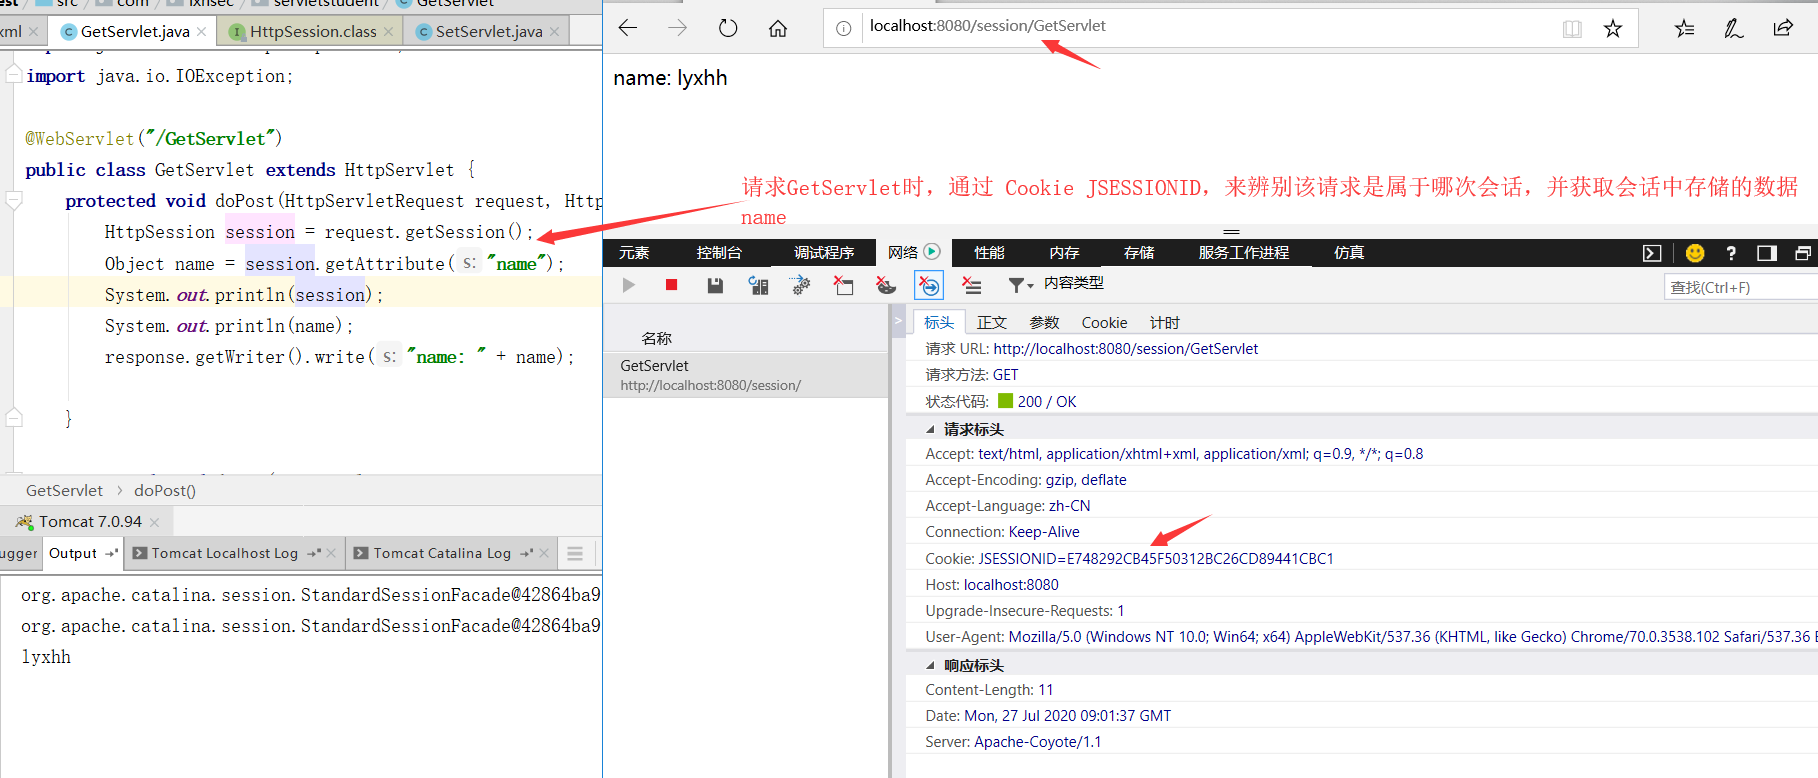 src
com
lxhsec
servletstudent
GetServlet
xml
GetServlet.java
HttpSession.class
SetServlet.java
import java.io.IOException;
@WebServlet("/GetServlet")
public class GetServlet extends HttpServlet {
protected void doPost(HttpServletRequest request, Http
HttpSession session = request.getSession();
Object name = session.getAttribute( s: "name");
System.out.println(session);
System.out.println(name);
response.getWriter().write( s: "name: " + name);
}
GetServlet > doPost()
Tomcat 7.0.94
ugger
Output
Tomcat Localhost Log
Tomcat Catalina Log
org.apache.catalina.session.StandardSessionFacade@42864ba9
org.apache.catalina.session.StandardSessionFacade@42864ba9
lyxhh
localhost:8080/session/GetServlet
name: lyxhh
请求GetServlet时，通过 Cookie JSESSIONID，来辨别该请求是属于哪次会话，并获取会话中存储的数据
name
元素 控制台 调试程序 网络 性能 内存 存储 服务工作进程 仿真
内容类型
查找(Ctrl+F)
名称
GetServlet
http://localhost:8080/session/
标头 正文 参数 Cookie 计时
请求 URL: http://localhost:8080/session/GetServlet
请求方法: GET
状态代码: 200 / OK
请求标头
Accept: text/html, application/xhtml+xml, application/xml; q=0.9, */*; q=0.8
Accept-Encoding: gzip, deflate
Accept-Language: zh-CN
Connection: Keep-Alive
Cookie: JSESSIONID=E748292CB45F50312BC26CD89441CBC1
Host: localhost:8080
Upgrade-Insecure-Requests: 1
User-Agent: Mozilla/5.0 (Windows NT 10.0; Win64; x64) AppleWebKit/537.36 (KHTML, like Gecko) Chrome/70.0.3538.102 Safari/537.36 E
响应标头
Content-Length: 11
Date: Mon, 27 Jul 2020 09:01:37 GMT
Server: Apache-Coyote/1.1